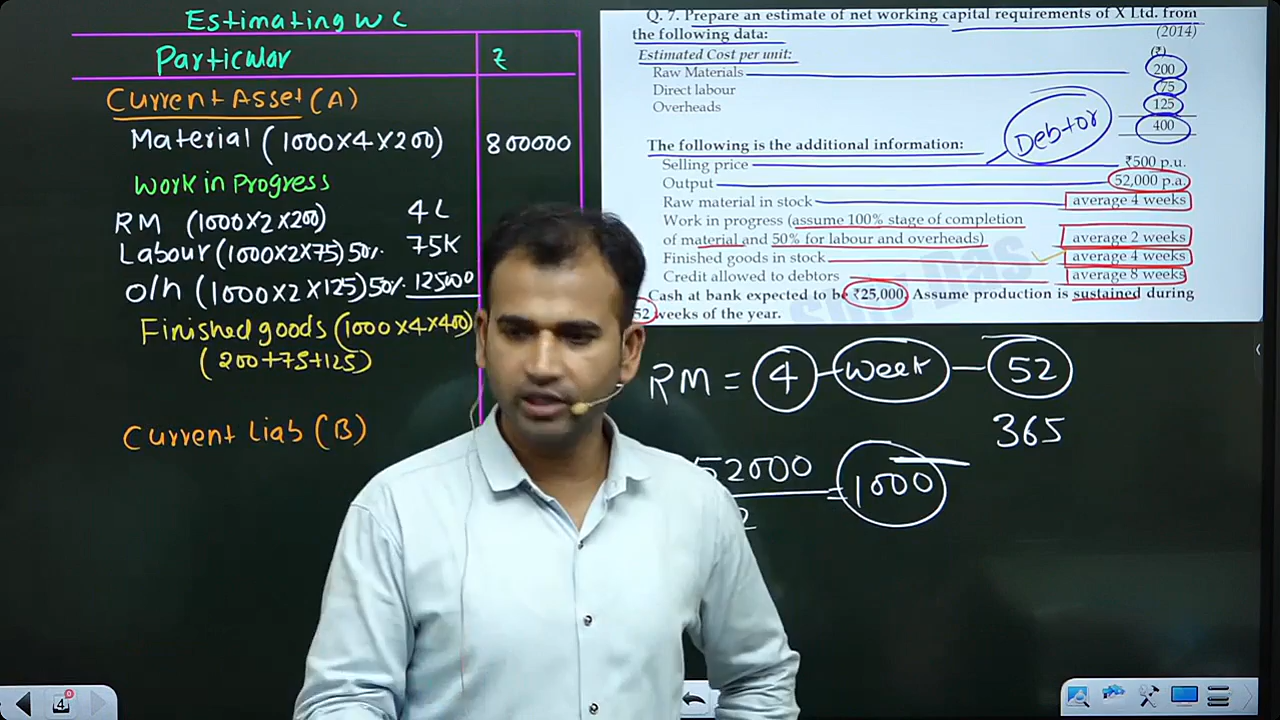 Estimating WC
Particular ₹
Current Asset (A)
Material (1000×4×200) 800000
Work in Progress
RM (1000×2×200) 4L
Labour (1000×2×75) 50%. 75K
O/H (1000×2×125) 50%. 12500
Finished goods (1000×4×400)
(200+75+125)
Current Liab (B)
Q. 7. Prepare an estimate of net working capital requirements of X Ltd. from
the following data: (2014)
Estimated Cost per unit: (₹)
Raw Materials 200
Direct labour 75
Overheads 125
400
Debtor
The following is the additional information:
Selling price ₹500 p.u.
Output 52,000 p.a.
Raw material in stock average 4 weeks
Work in progress (assume 100% stage of completion
of material and 50% for labour and overheads) average 2 weeks
Finished goods in stock average 4 weeks
Credit allowed to debtors average 8 weeks
Cash at bank expected to be ₹25,000. Assume production is sustained during
52 weeks of the year.
RM = 4 – Week – 52
365
52000 = 1000
2
4